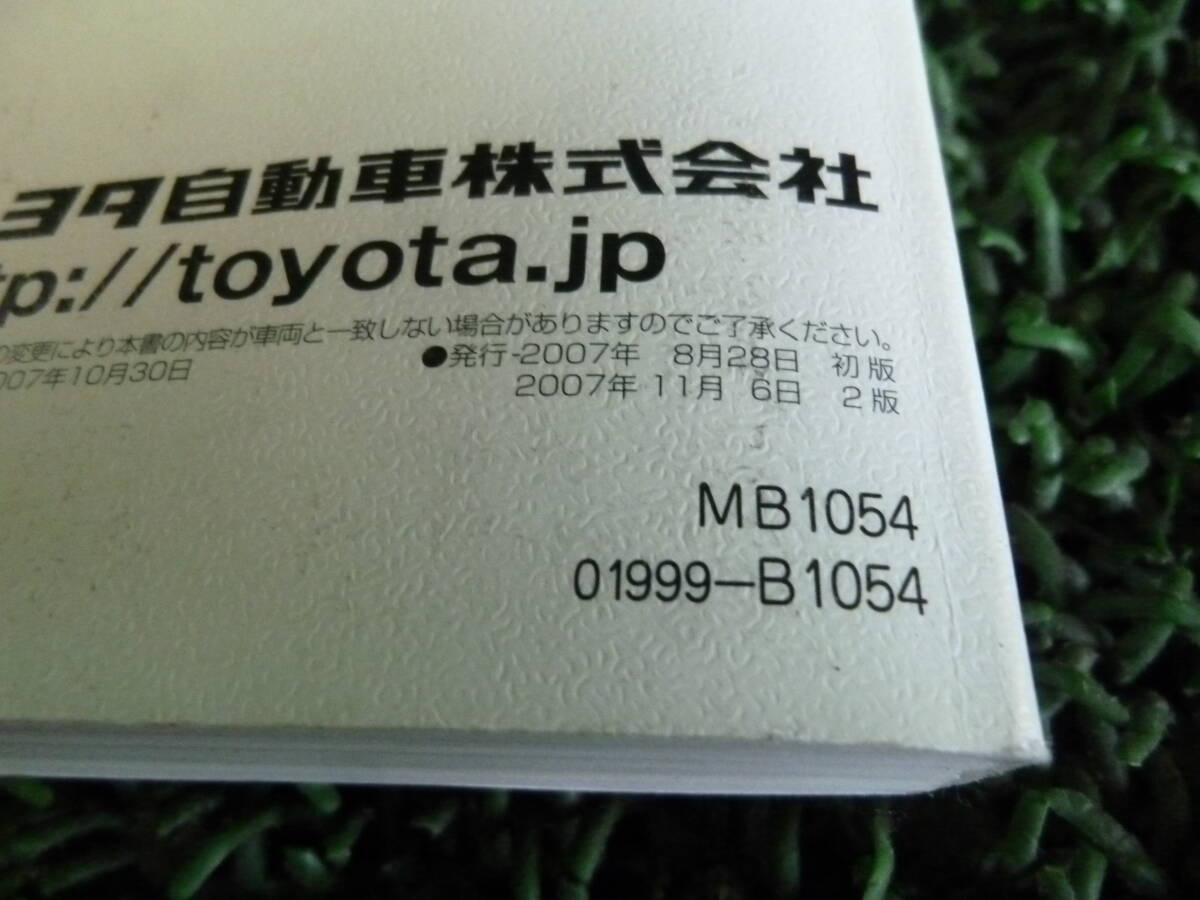 ヨタ自動車株式会社
tp://toyota.jp
の変更により本書の内容が車両と一致しない場合がありますのでご了承ください。
007年10月30日 ●発行-2007年 8月28日 初版
2007年 11月 6日 2版
MB1054
01999-B1054